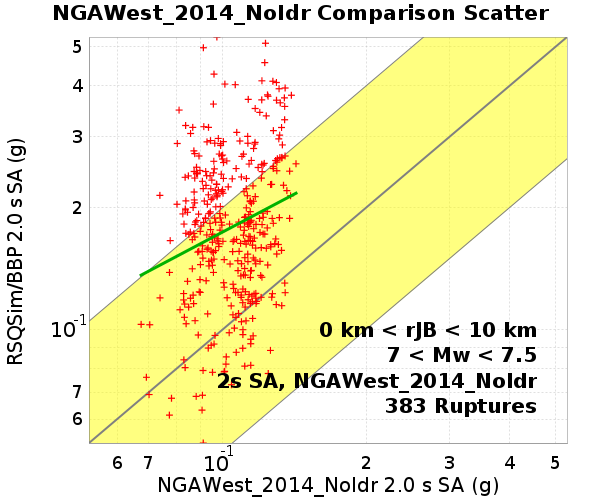 NGAWest_2014_NoIdr Comparison Scatter
RSQSim/BBP 2.0 s SA (g)
5
4
3
2
10-1
7
6
0 km < rJB < 10 km
7 < Mw < 7.5
2s SA, NGAWest_2014_NoIdr
383 Ruptures
6 7 10-1 2 3 4 5
NGAWest_2014_NoIdr 2.0 s SA (g)